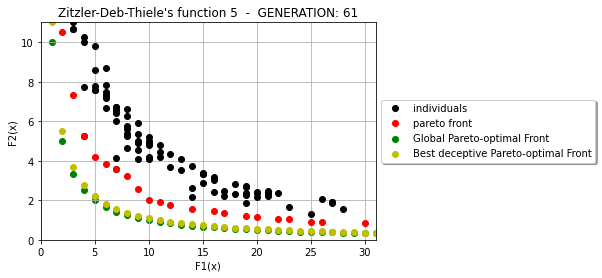 Zitzler-Deb-Thiele's function 5 - GENERATION: 61
F2(x)
10
8
6
4
2
0
0 5 10 15 20 25 30
F1(x)
individuals
pareto front
Global Pareto-optimal Front
Best deceptive Pareto-optimal Front